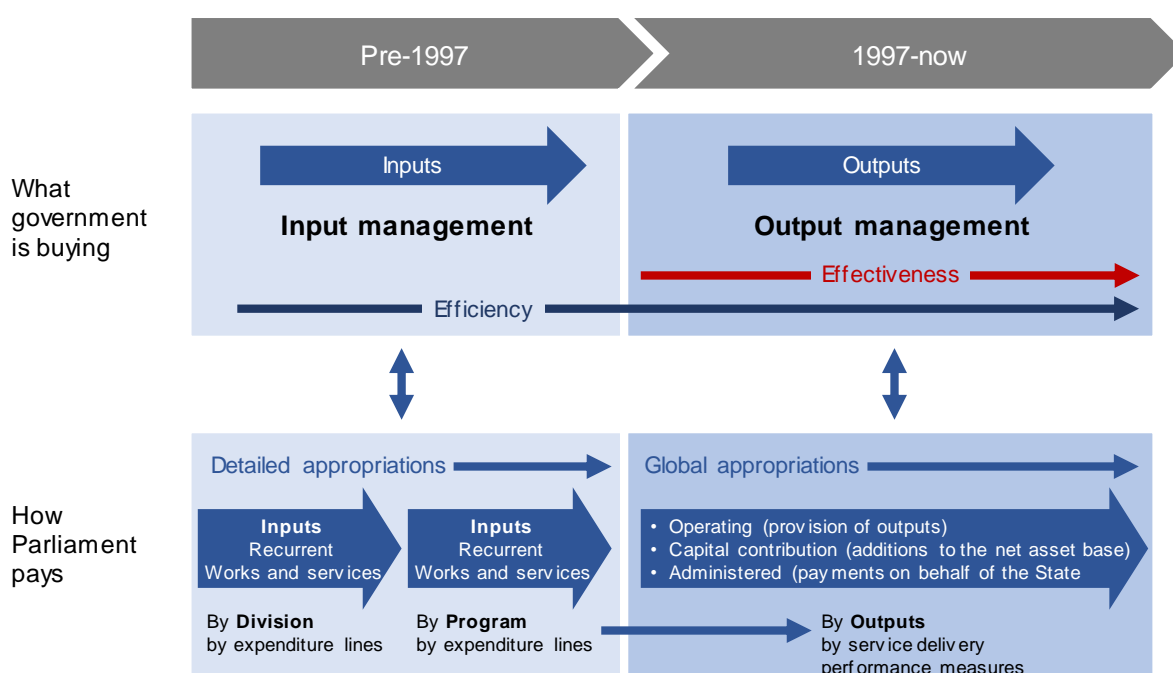 Pre-1997
1997-now
What
government
is buying
Inputs
Input management
Outputs
Output management
Effectiveness
Efficiency
How
Parliament
pays
Detailed appropriations
Inputs
Recurrent
Works and services
Inputs
Recurrent
Works and services
By Division
by expenditure lines
By Program
by expenditure lines
Global appropriations
• Operating (provision of outputs)
• Capital contribution (additions to the net asset base)
• Administered (payments on behalf of the State
By Outputs
by service delivery
performance measures